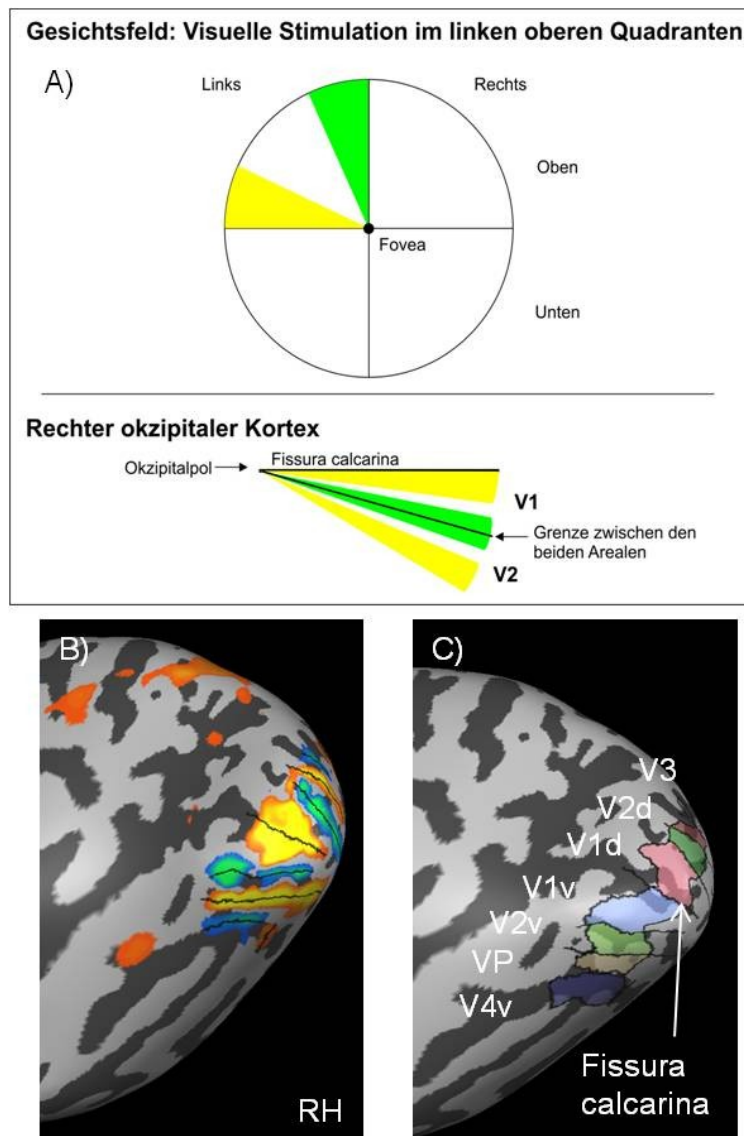 Gesichtsfeld: Visuelle Stimulation im linken oberen Quadranten
A)
Links
Rechts
Oben
Fovea
Unten
Rechter okzipitaler Kortex
Okzipitalpol
Fissura calcarina
V1
Grenze zwischen den
beiden Arealen
V2
B)
RH
C)
V3
V2d
V1d
V1v
V2v
VP
V4v
Fissura
calcarina